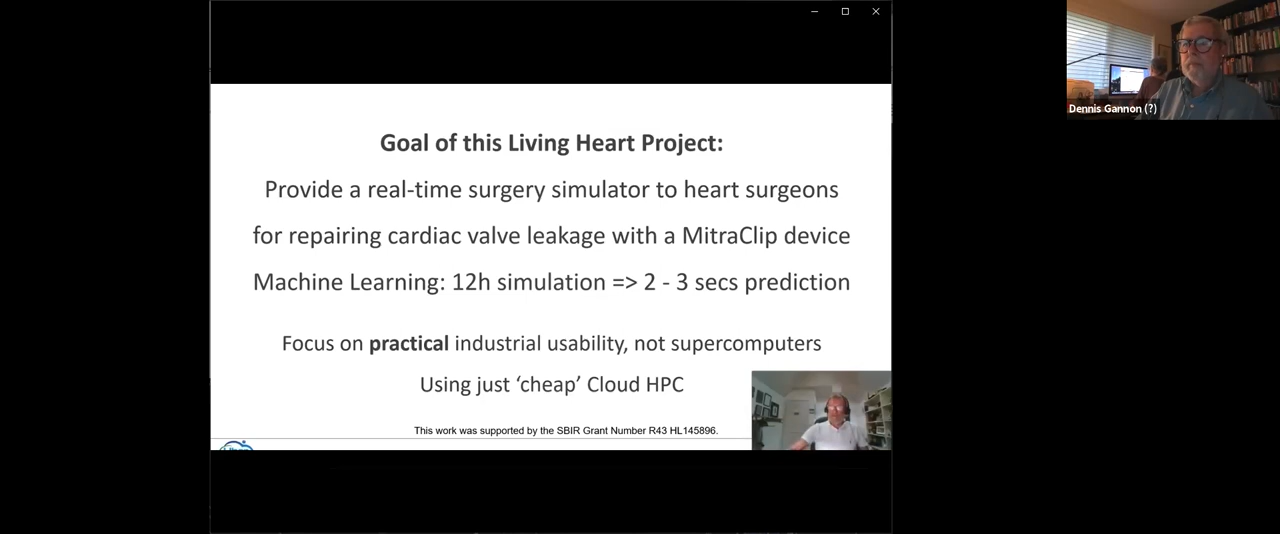 Goal of this Living Heart Project:
Provide a real-time surgery simulator to heart surgeons
for repairing cardiac valve leakage with a MitraClip device
Machine Learning: 12h simulation => 2 - 3 secs prediction
Focus on practical industrial usability, not supercomputers
Using just ‘cheap’ Cloud HPC
This work was supported by the SBIR Grant Number R43 HL145896.
Dennis Gannon (?)